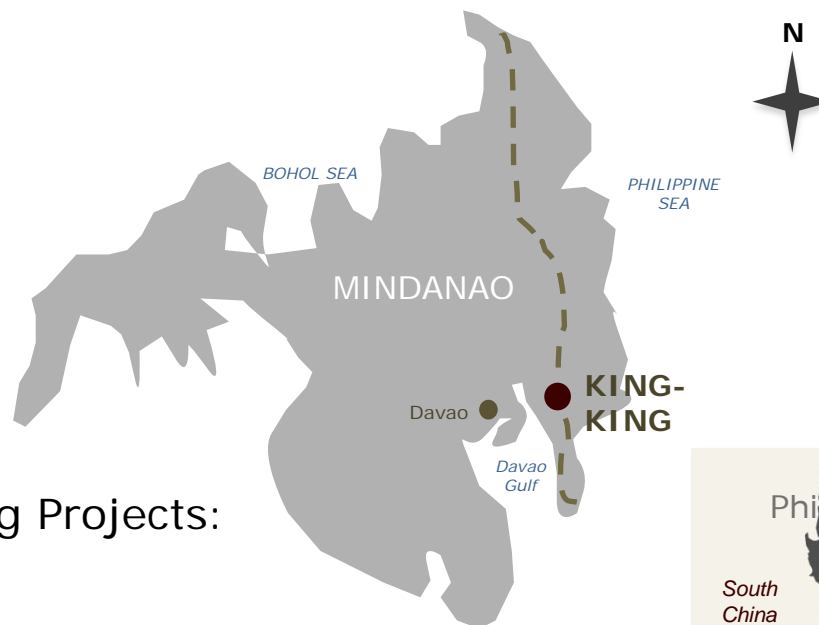 N
BOHOL SEA
PHILIPPINE
SEA
MINDANAO
KING-
KING
Davao
Davao
Gulf
g Projects:
Phi
South
China